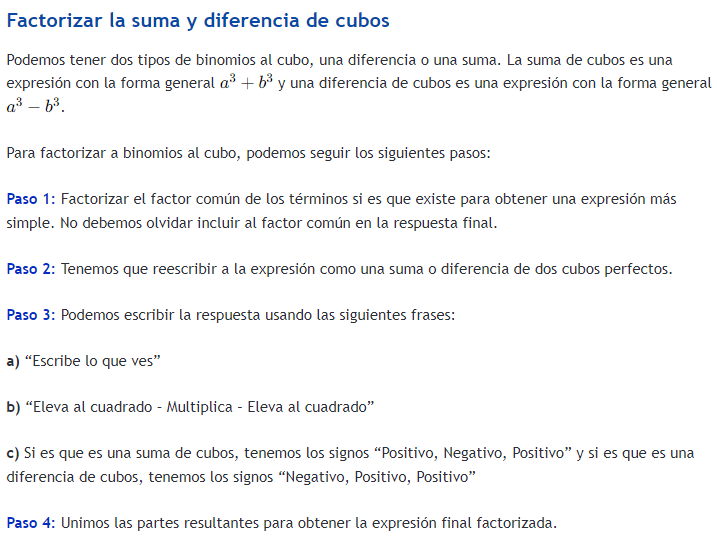 Factorizar la suma y diferencia de cubos
Podemos tener dos tipos de binomios al cubo, una diferencia o una suma. La suma de cubos es una
expresión con la forma general a³ + b³ y una diferencia de cubos es una expresión con la forma general
a³ − b³.
Para factorizar a binomios al cubo, podemos seguir los siguientes pasos:
Paso 1: Factorizar el factor común de los términos si es que existe para obtener una expresión más
simple. No debemos olvidar incluir al factor común en la respuesta final.
Paso 2: Tenemos que reescribir a la expresión como una suma o diferencia de dos cubos perfectos.
Paso 3: Podemos escribir la respuesta usando las siguientes frases:
a) “Escribe lo que ves”
b) “Eleva al cuadrado – Multiplica – Eleva al cuadrado”
c) Si es que es una suma de cubos, tenemos los signos “Positivo, Negativo, Positivo” y si es que es una
diferencia de cubos, tenemos los signos “Negativo, Positivo, Positivo”
Paso 4: Unimos las partes resultantes para obtener la expresión final factorizada.